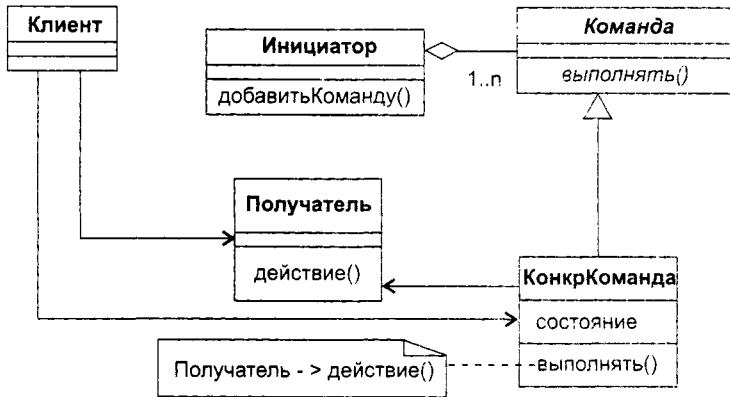 Клиент
Инициатор
добавитьКоманду()
1..n
Команда
выполнять()
Получатель
действие()
КонкрКоманда
состояние
выполнять()
Получатель - > действие()